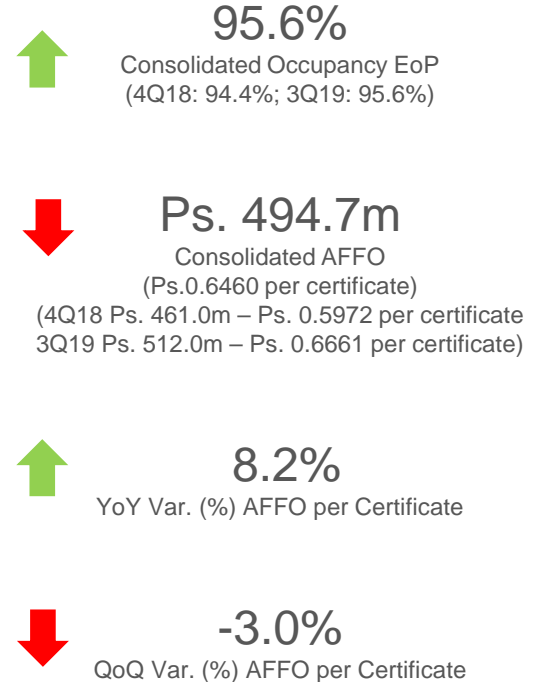 95.6%
Consolidated Occupancy EoP
(4Q18: 94.4%; 3Q19: 95.6%)
Ps. 494.7m
Consolidated AFFO
(Ps.0.6460 per certificate)
(4Q18 Ps. 461.0m – Ps. 0.5972 per certificate
3Q19 Ps. 512.0m – Ps. 0.6661 per certificate)
8.2%
YoY Var. (%) AFFO per Certificate
-3.0%
QoQ Var. (%) AFFO per Certificate